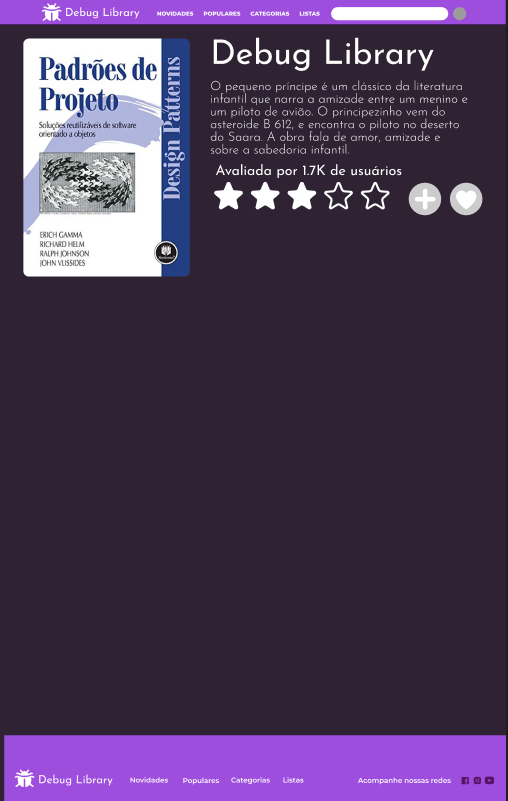 Debug Library
NOVIDADES POPULARES CATEGORIAS LISTAS
Padrões de
Projeto
Soluções reutilizáveis de software
orientado a objetos
Design Patterns
ERICH GAMMA
RICHARD HELM
RALPH JOHNSON
JOHN VLISSIDES
Debug Library
O pequeno príncipe é um clássico da literatura
infantil que narra a amizade entre um menino e
um piloto de avião. O principezinho vem do
asteroide B 612, e encontra o piloto no deserto
do Saara. A obra fala de amor, amizade e
sobre a sabedoria infantil.
Avaliada por 1.7K de usuários
Debug Library
Novidades Populares Categorias Listas
Acompanhe nossas redes